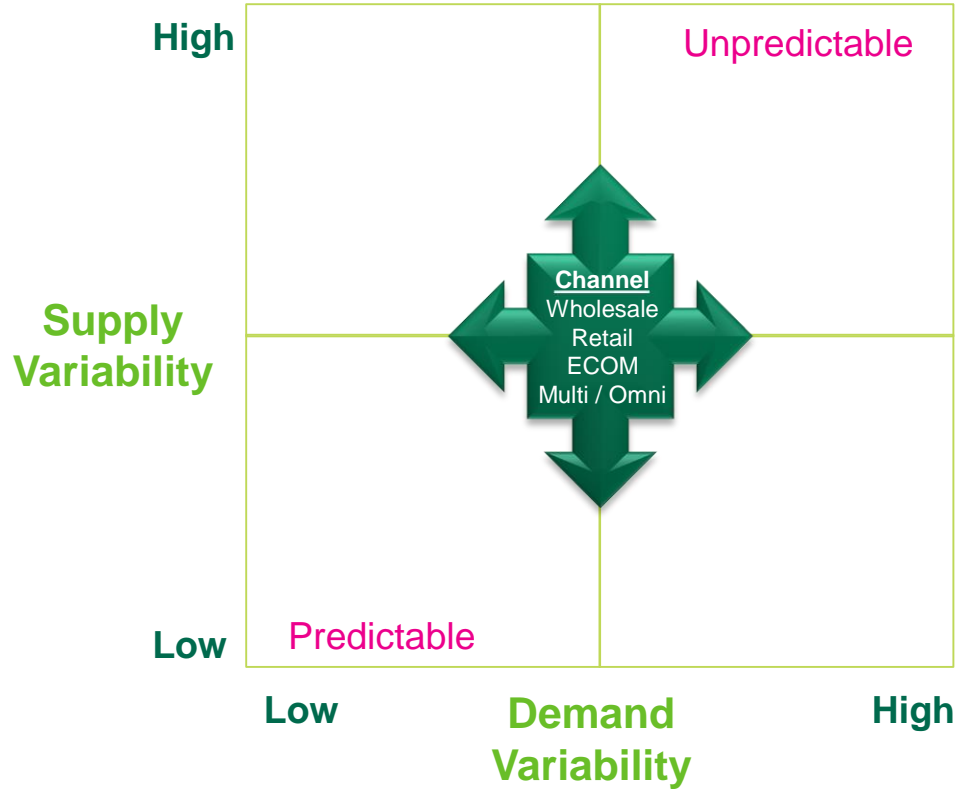 High
Unpredictable
Supply
Variability
Channel
Wholesale
Retail
ECOM
Multi / Omni
Predictable
Low
Low
Demand
Variability
High